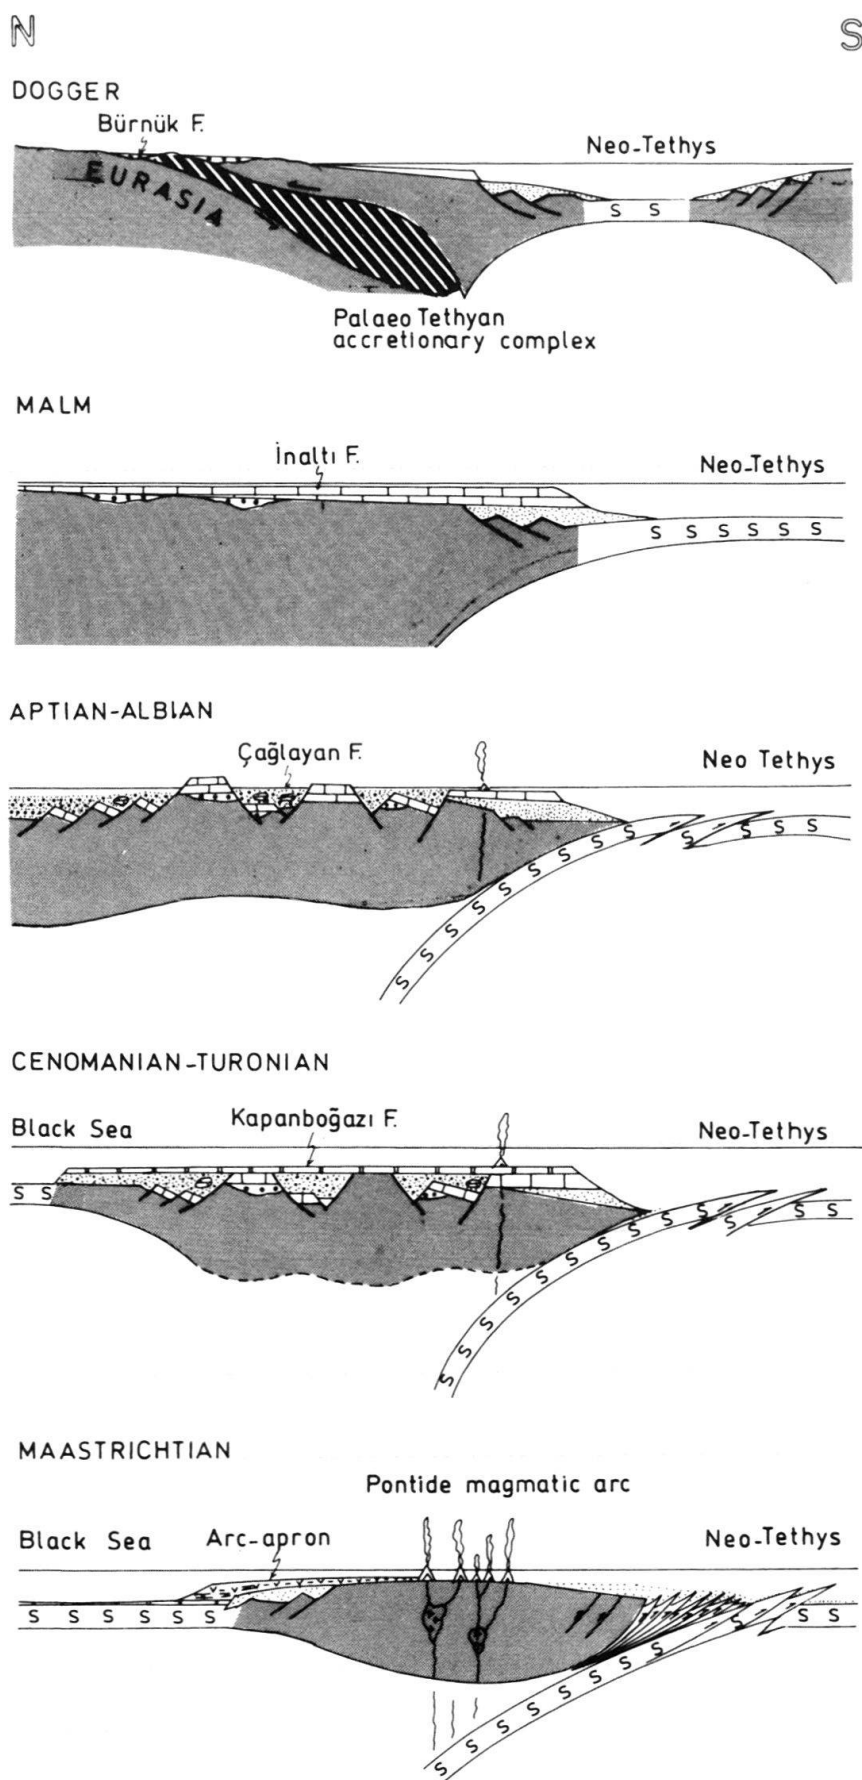 N S
DOGGER
Bürnük F.
Neo-Tethys
EURASIA
S S
Palaeo Tethyan
accretionary complex
MALM
İnaltı F.
Neo-Tethys
S S S S S S
APTIAN-ALBIAN
Çağlayan F.
Neo Tethys
S S S S S S S S S S S S S
CENOMANIAN-TURONIAN
Black Sea
Kapanboğazı F.
Neo-Tethys
S S S S S S S S S S S S S S S S
MAASTRICHTIAN
Pontide magmatic arc
Black Sea
Arc-apron
Neo-Tethys
S S S S S S S S S S S S S S S S S S S